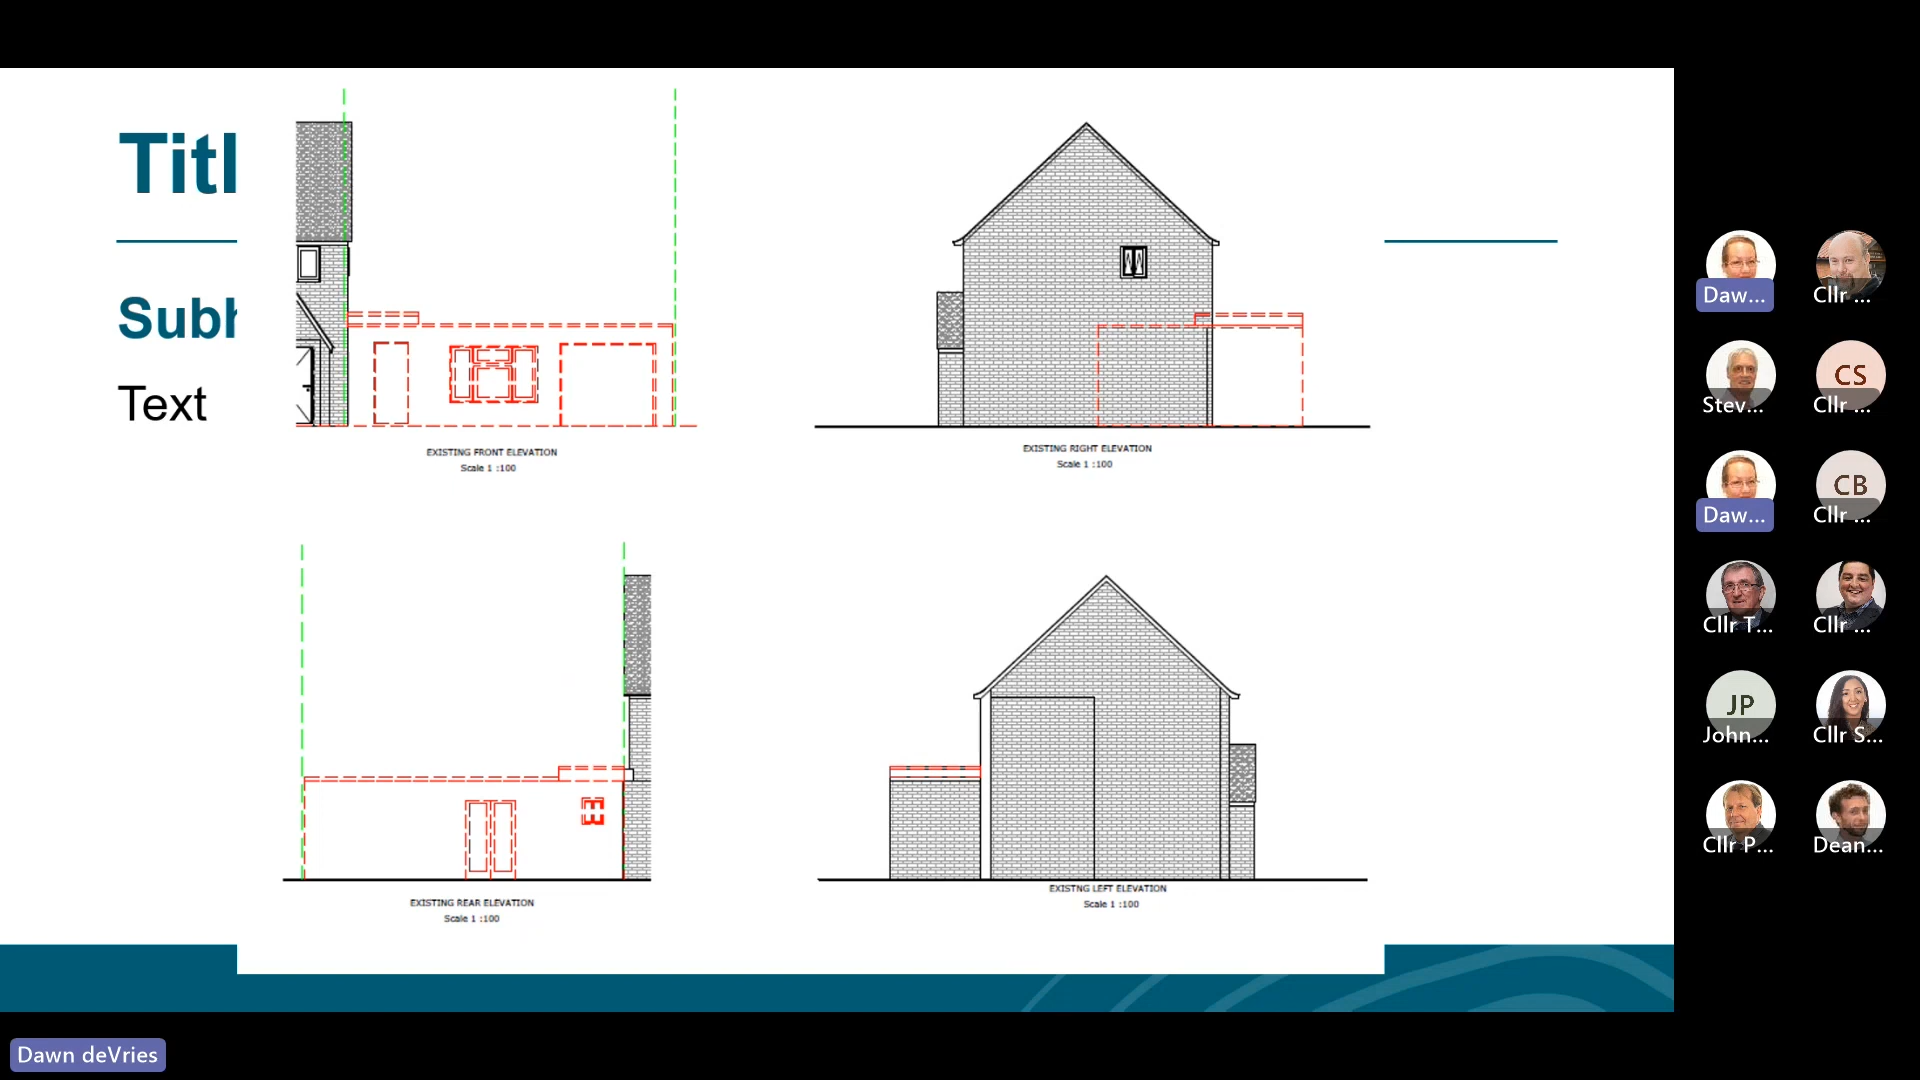 Titl
Subh
Text
EXISTING FRONT ELEVATION
Scale 1 :100
EXISTING RIGHT ELEVATION
Scale 1 :100
EXISTING REAR ELEVATION
Scale 1 :100
EXISTNG LEFT ELEVATION
Scale 1 :100
Daw...
Cllr ...
Stev...
CS
Cllr ...
Daw...
CB
Cllr ...
Cllr T...
Cllr ...
JP
John...
Cllr S...
Cllr P...
Dean...
Dawn deVries